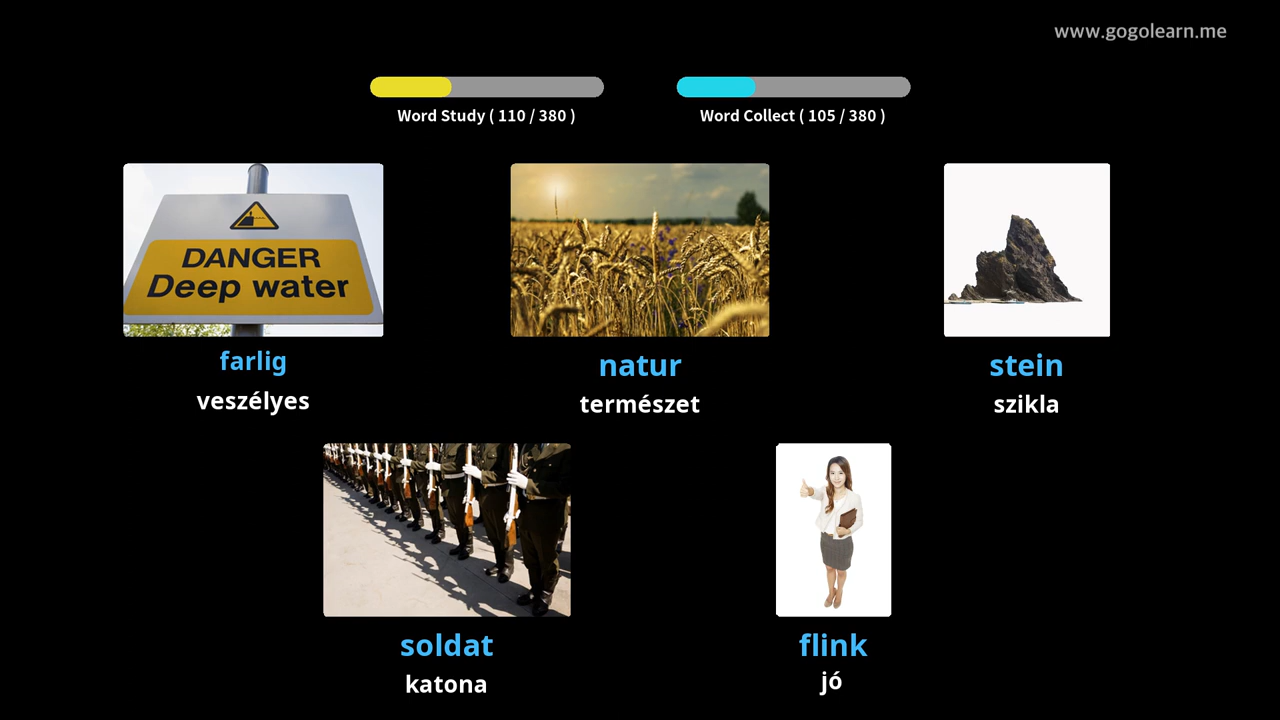 www.gogolearn.me
Word Study ( 110 / 380 )
Word Collect ( 105 / 380 )
DANGER
Deep water
farlig
veszélyes
natur
természet
stein
szikla
soldat
katona
flink
jó